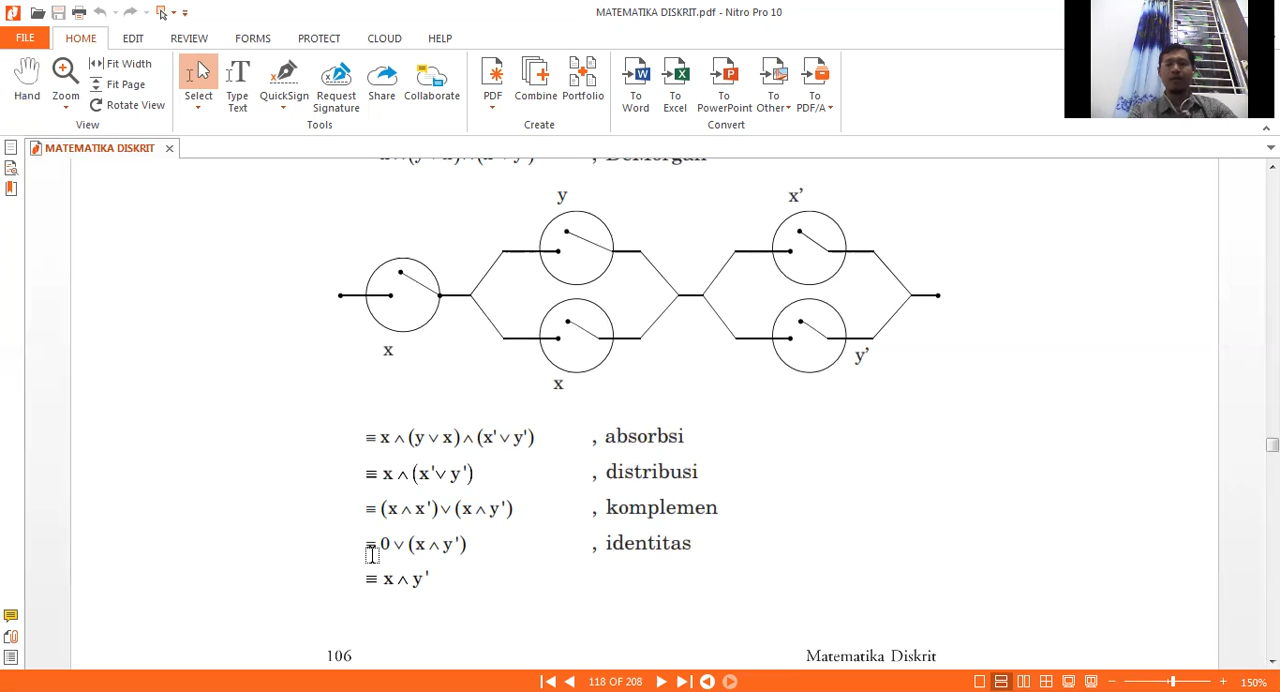 MATEMATIKA DISKRIT.pdf - Nitro Pro 10
FILE HOME EDIT REVIEW FORMS PROTECT CLOUD HELP
Hand
Zoom
Fit Width
Fit Page
Rotate View
View
Select
Type Text
QuickSign
Request Signature
Share
Collaborate
Tools
PDF
Combine
Portfolio
Create
To Word
To Excel
To PowerPoint
To Other
To PDF/A
Convert
MATEMATIKA DISKRIT
, DeMorgan
y
x'
x
x
y'
≡ x ∧ (y ∨ x) ∧ (x' ∨ y') , absorbsi
≡ x ∧ (x' ∨ y') , distribusi
≡ (x ∧ x') ∨ (x ∧ y') , komplemen
≡ 0 ∨ (x ∧ y') , identitas
≡ x ∧ y'
106 Matematika Diskrit
118 OF 208
150%